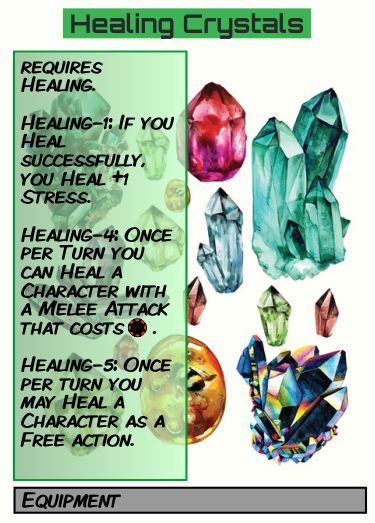 Healing Crystals
requires
Healing.
Healing-1: If you
Heal
successfully,
you Heal +1
Stress.
Healing-4: Once
per Turn you
can Heal a
Character with
a Melee Attack
that costs .
Healing-5: Once
per turn you
may Heal a
Character as a
Free action.
Equipment